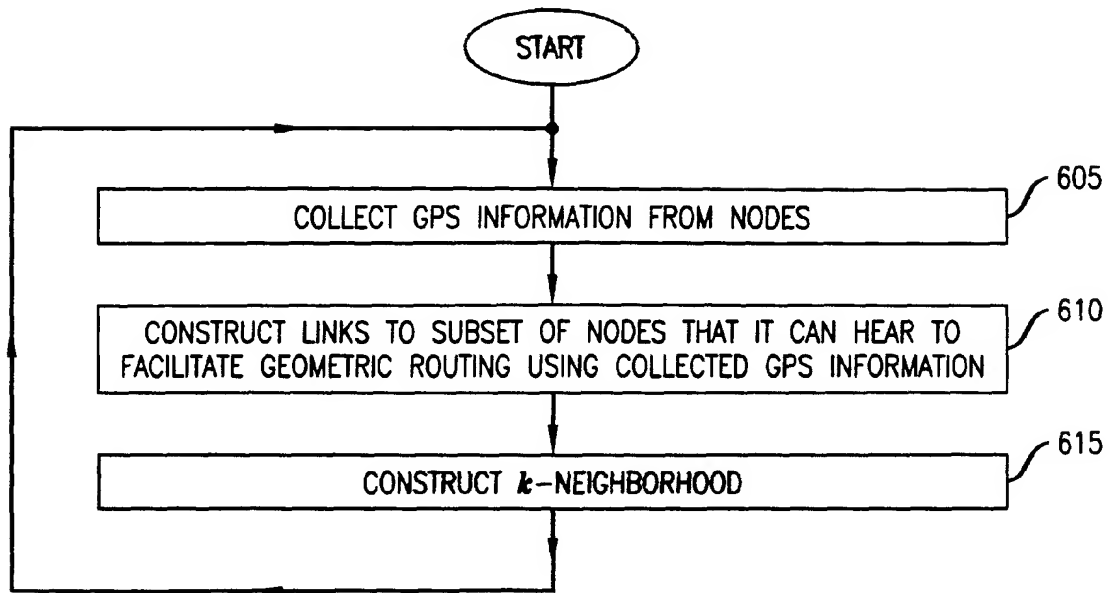 START
605
COLLECT GPS INFORMATION FROM NODES
610
CONSTRUCT LINKS TO SUBSET OF NODES THAT IT CAN HEAR TO
FACILITATE GEOMETRIC ROUTING USING COLLECTED GPS INFORMATION
615
CONSTRUCT k-NEIGHBORHOOD